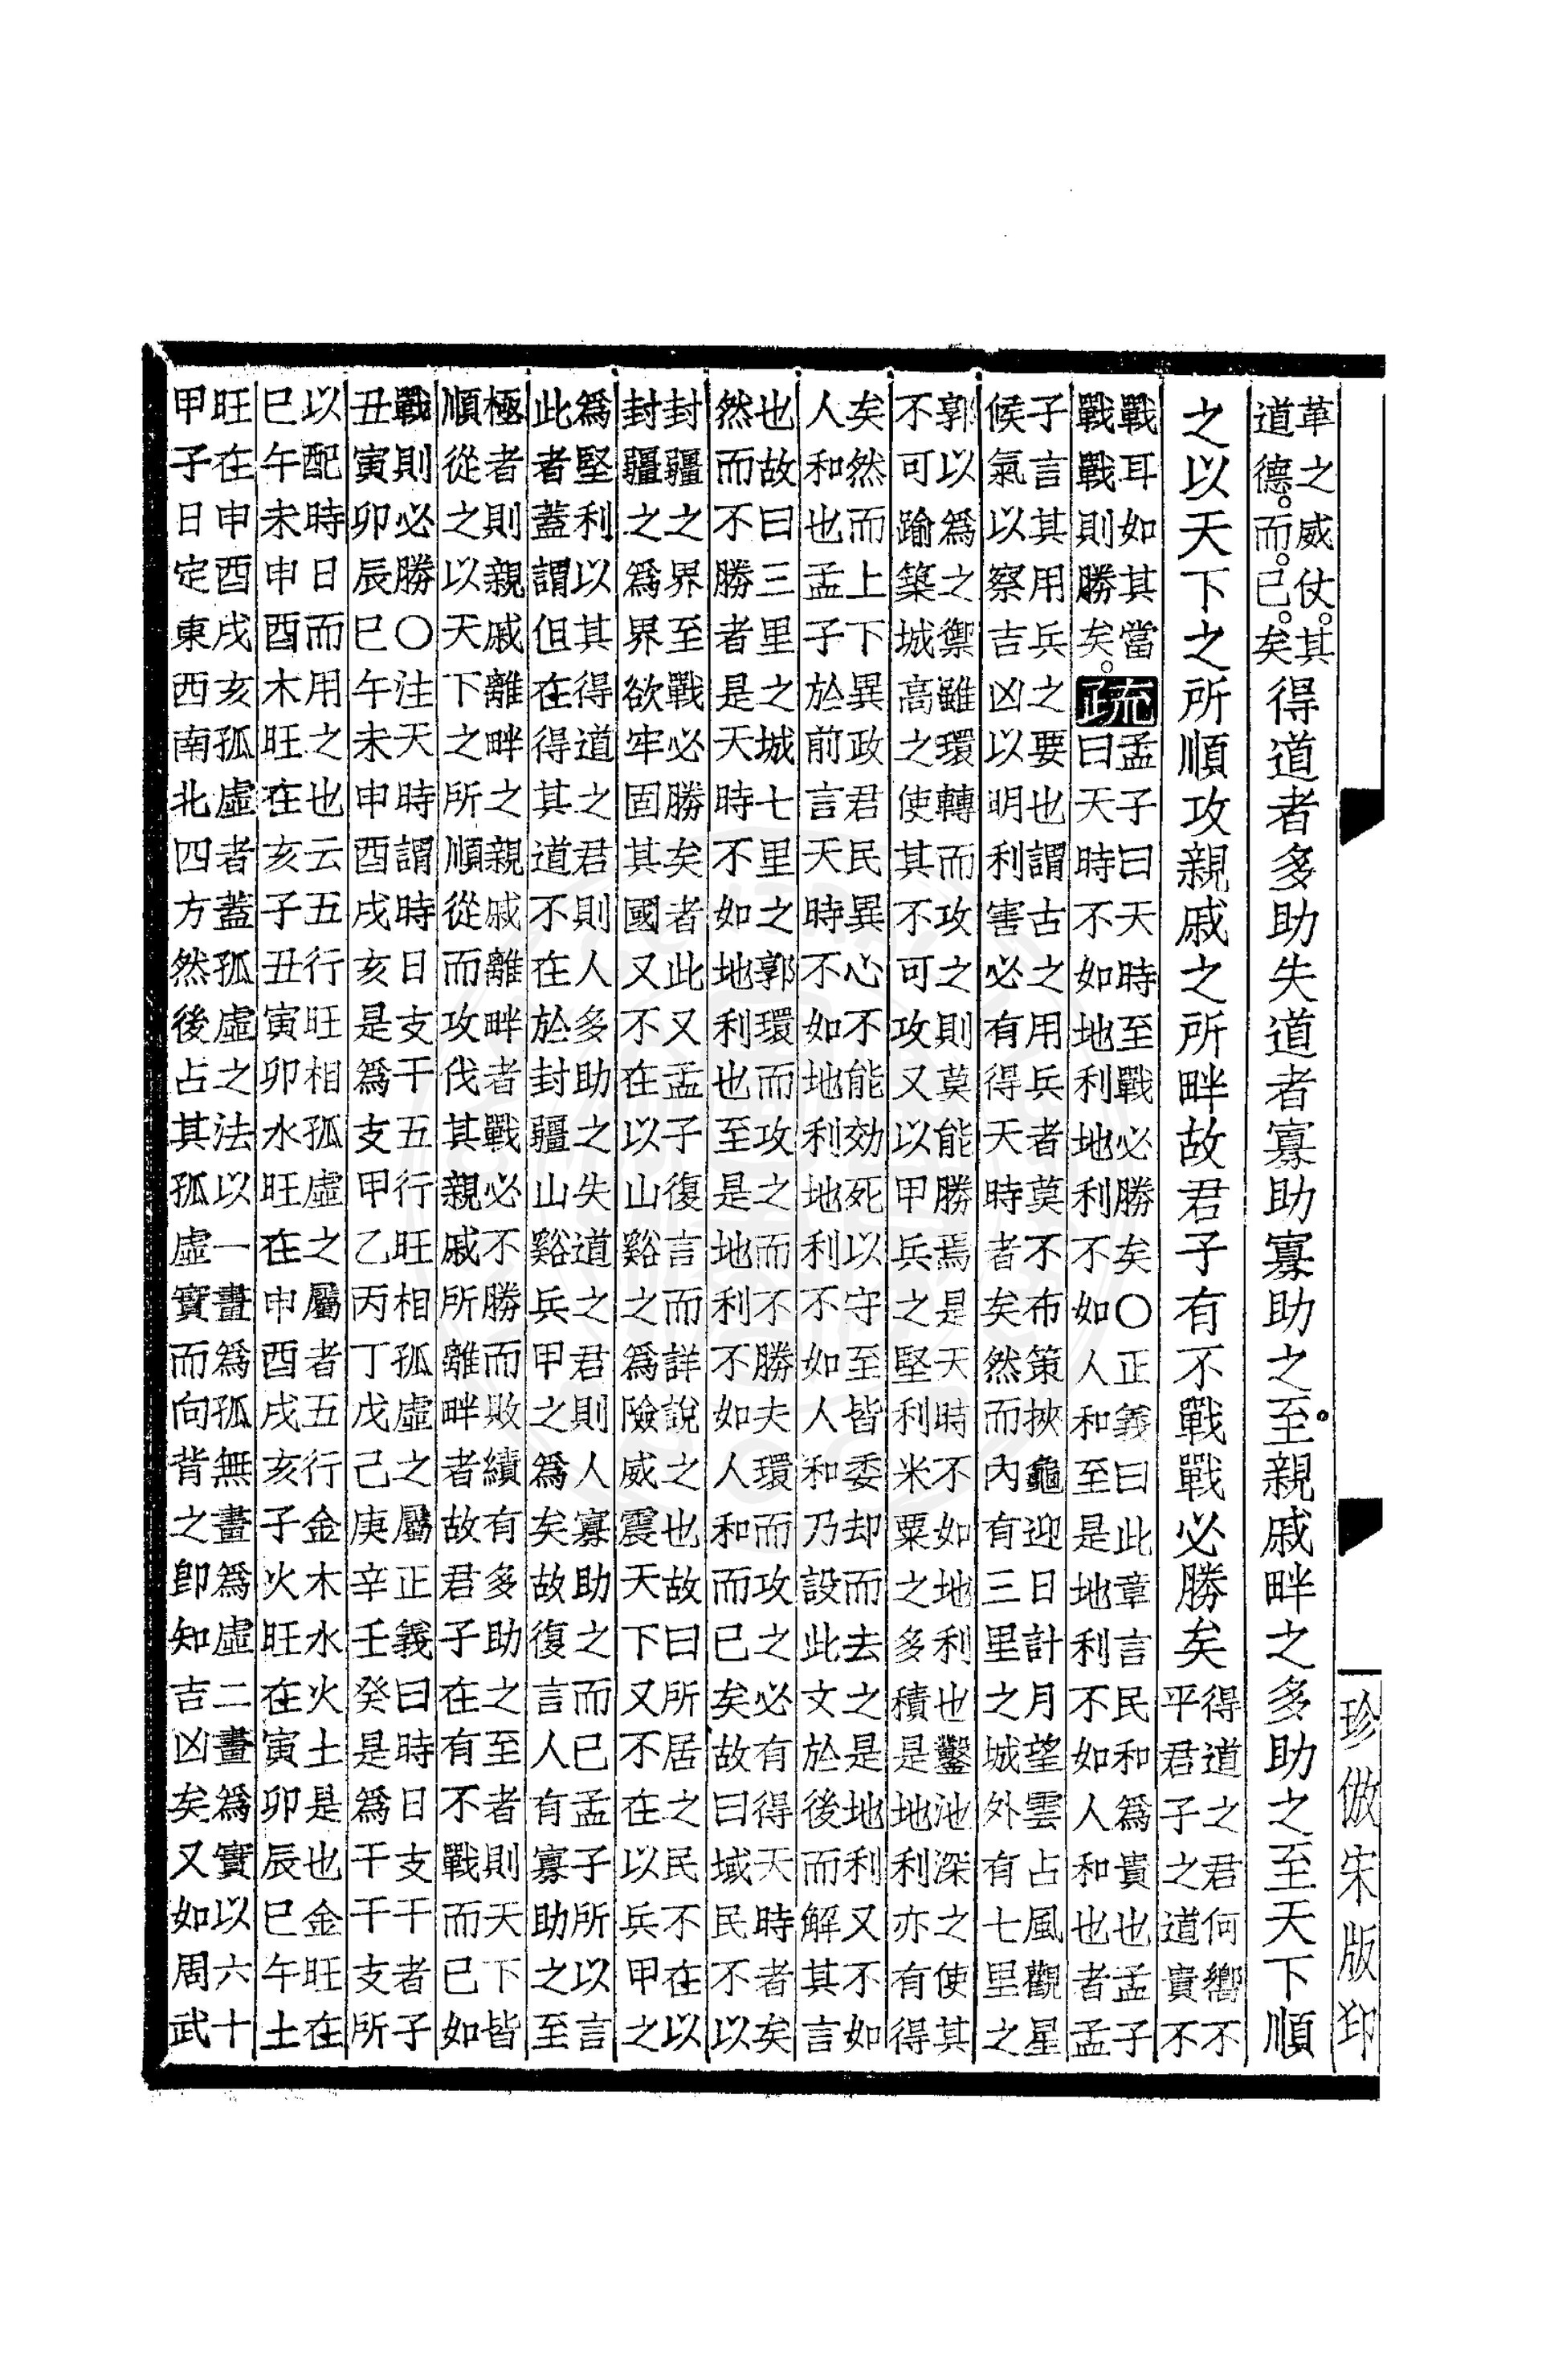 珍倣宋版印
革之威仗。其
道德。而。已。矣
得道者多助失道者寡助寡助之至。親戚畔之多助之至天下順
之以天下之所順攻親戚之所畔故君子有不戰戰必勝矣
得道之君何嚮不
平君子之道貴不
戰耳如其當
戰戰則勝矣。
疏
孟子曰天時至戰必勝矣〇正義曰此章言民和爲貴也孟子
曰天時不如地利地利不如人和至是地利不如人和也者孟
子言其用兵之要也謂古之用兵者莫不布策挾龜迎日計月望雲占風觀星
候氣以察吉凶以明利害必有得天時者矣然而內有三里之城外有七里之
郭以爲之禦雖環轉而攻之則莫能勝焉是天時不如地利也鑿池深之使其
不可踰築城高之使其不可攻又以甲兵之堅利米粟之多積是地利亦有得
矣然而上下異政君民異心不能効死以守至皆委却而去之是地利又不如
人和也孟子於前言天時不如地利地利不如人和乃設此文於後而解其言
也故曰三里之城七里之郭環而攻之而不勝夫環而攻之必有得天時者矣
然而不勝者是天時不如地利也至是地利不如人和而已矣故曰域民不以
封疆之界至戰必勝矣者此又孟子復言而詳說之也故曰所居之民不在以
封疆之爲界欲牢固其國又不在以山谿之爲險威震天下又不在以兵甲之
爲堅利以其得道之君則人多助之失道之君則人寡助之而已孟子所以言
此者蓋謂但在得其道不在於封疆山谿兵甲之爲矣故復言人有寡助之至
極者則親戚離畔之親戚離畔者戰必不勝而敗績有多助之至者則天下皆
順從之以天下之所順從而攻伐其親戚所離畔者故君子在有不戰而已如
戰則必勝〇注天時謂時日支干五行旺相孤虛之屬正義曰時日支干者子
丑寅卯辰巳午未申酉戌亥是爲支甲乙丙丁戊己庚辛壬癸是爲干干支所
以配時日而用之也云五行旺相孤虛之屬者五行金木水火土是也金旺在
巳午未申酉木旺在亥子丑寅卯水旺在申酉戌亥子火旺在寅卯辰巳午土
旺在申酉戌亥孤虛者蓋孤虛之法以一畫爲孤無畫爲虛二畫爲實以六十
甲子日定東西南北四方然後占其孤虛實而向背之卽知吉凶矣又如周武